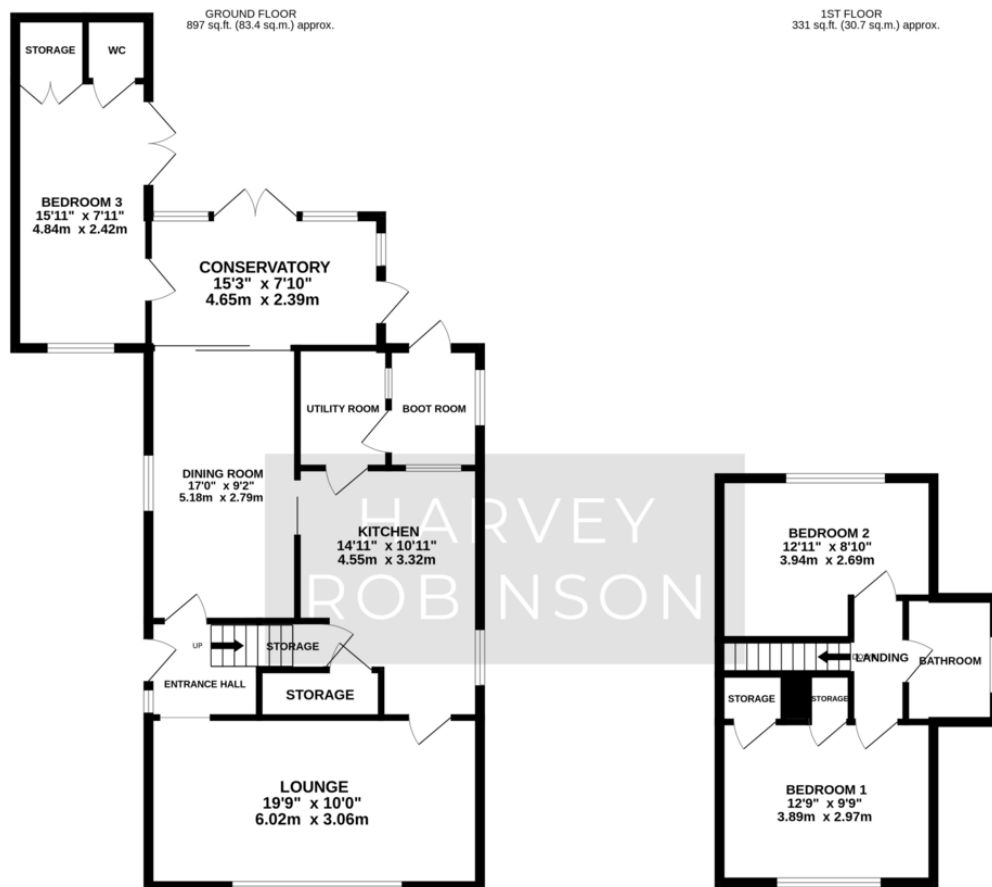 GROUND FLOOR
897 sq.ft. (83.4 sq.m.) approx.
1ST FLOOR
331 sq.ft. (30.7 sq.m.) approx.
STORAGE
WC
BEDROOM 3
15'11" x 7'11"
4.84m x 2.42m
CONSERVATORY
15'3" x 7'10"
4.65m x 2.39m
UTILITY ROOM
BOOT ROOM
DINING ROOM
17'0" x 9'2"
5.18m x 2.79m
KITCHEN
14'11" x 10'11"
4.55m x 3.32m
HARVEY
ROBINSON
UP
STORAGE
ENTRANCE HALL
STORAGE
LOUNGE
19'9" x 10'0"
6.02m x 3.06m
BEDROOM 2
12'11" x 8'10"
3.94m x 2.69m
LANDING
BATHROOM
STORAGE
STORAGE
BEDROOM 1
12'9" x 9'9"
3.89m x 2.97m